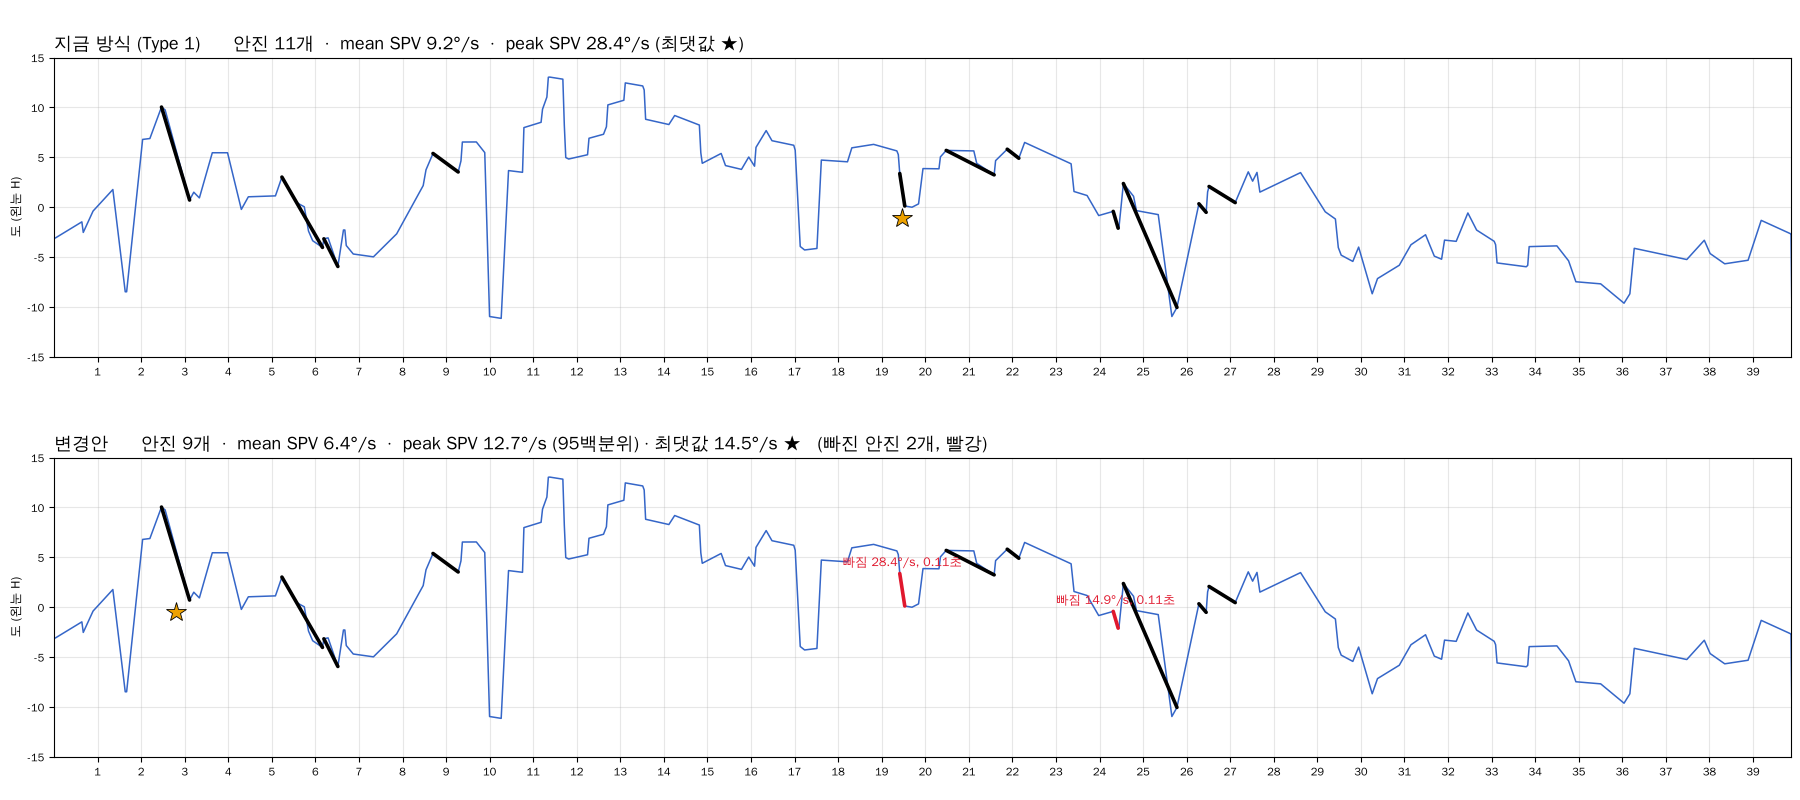 지금 방식 (Type 1)  안진 11개 · mean SPV 9.2°/s · peak SPV 28.4°/s (최댓값 ★)
도 (왼눈 H)
15
10
5
0
-5
-10
-15
1 2 3 4 5 6 7 8 9 10 11 12 13 14 15 16 17 18 19 20 21 22 23 24 25 26 27 28 29 30 31 32 33 34 35 36 37 38 39
변경안  안진 9개 · mean SPV 6.4°/s · peak SPV 12.7°/s (95백분위) · 최댓값 14.5°/s ★ (빠진 안진 2개, 빨강)
도 (왼눈 H)
15
10
5
0
-5
-10
-15
빠짐 28.4°/s, 0.11초
빠짐 14.9°/s, 0.11초
1 2 3 4 5 6 7 8 9 10 11 12 13 14 15 16 17 18 19 20 21 22 23 24 25 26 27 28 29 30 31 32 33 34 35 36 37 38 39